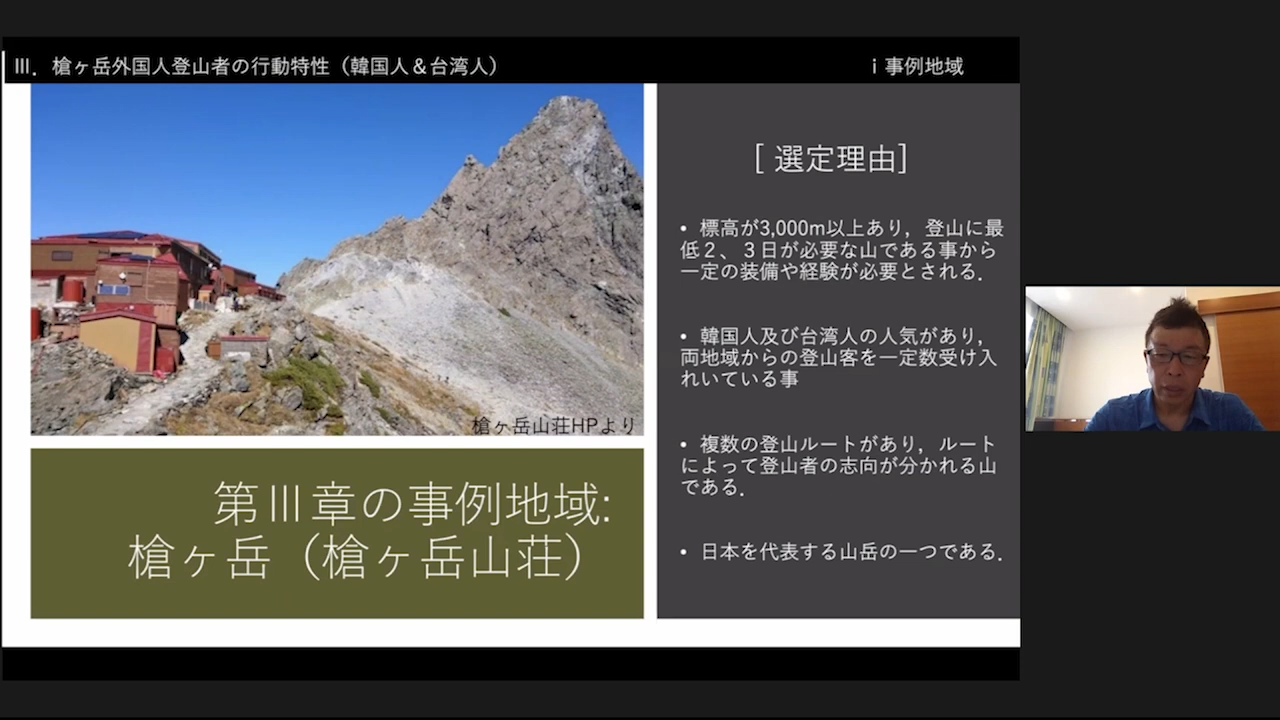 Ⅲ．槍ヶ岳外国人登山者の行動特性（韓国人＆台湾人）
ⅰ事例地域
槍ヶ岳山荘HPより
第Ⅲ章の事例地域:
槍ヶ岳（槍ヶ岳山荘）
[ 選定理由]
• 標高が3,000m以上あり，登山に最
低２、３日が必要な山である事から
一定の装備や経験が必要とされる．
• 韓国人及び台湾人の人気があり，
両地域からの登山客を一定数受け入
れいている事
• 複数の登山ルートがあり，ルート
によって登山者の志向が分かれる山
である．
• 日本を代表する山岳の一つである．